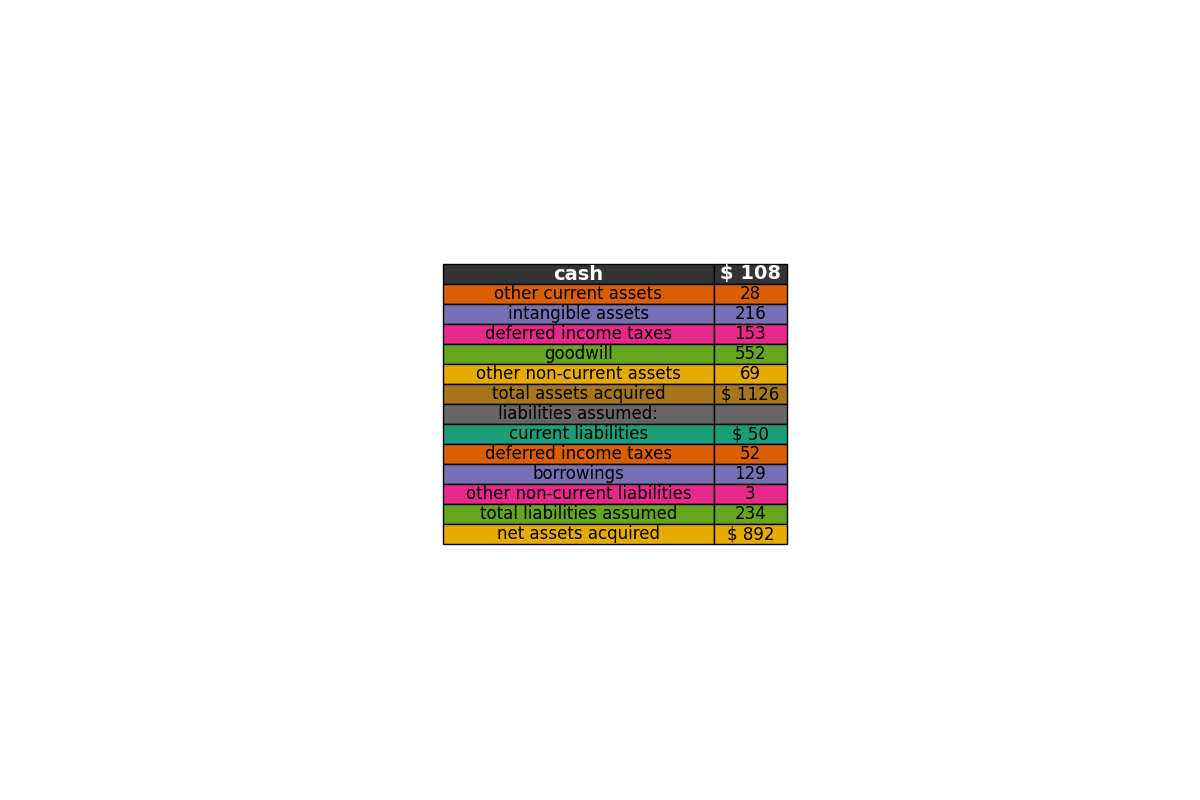 cash $ 108
other current assets 28
intangible assets 216
deferred income taxes 153
goodwill 552
other non-current assets 69
total assets acquired $ 1126
liabilities assumed:
current liabilities $ 50
deferred income taxes 52
borrowings 129
other non-current liabilities 3
total liabilities assumed 234
net assets acquired $ 892